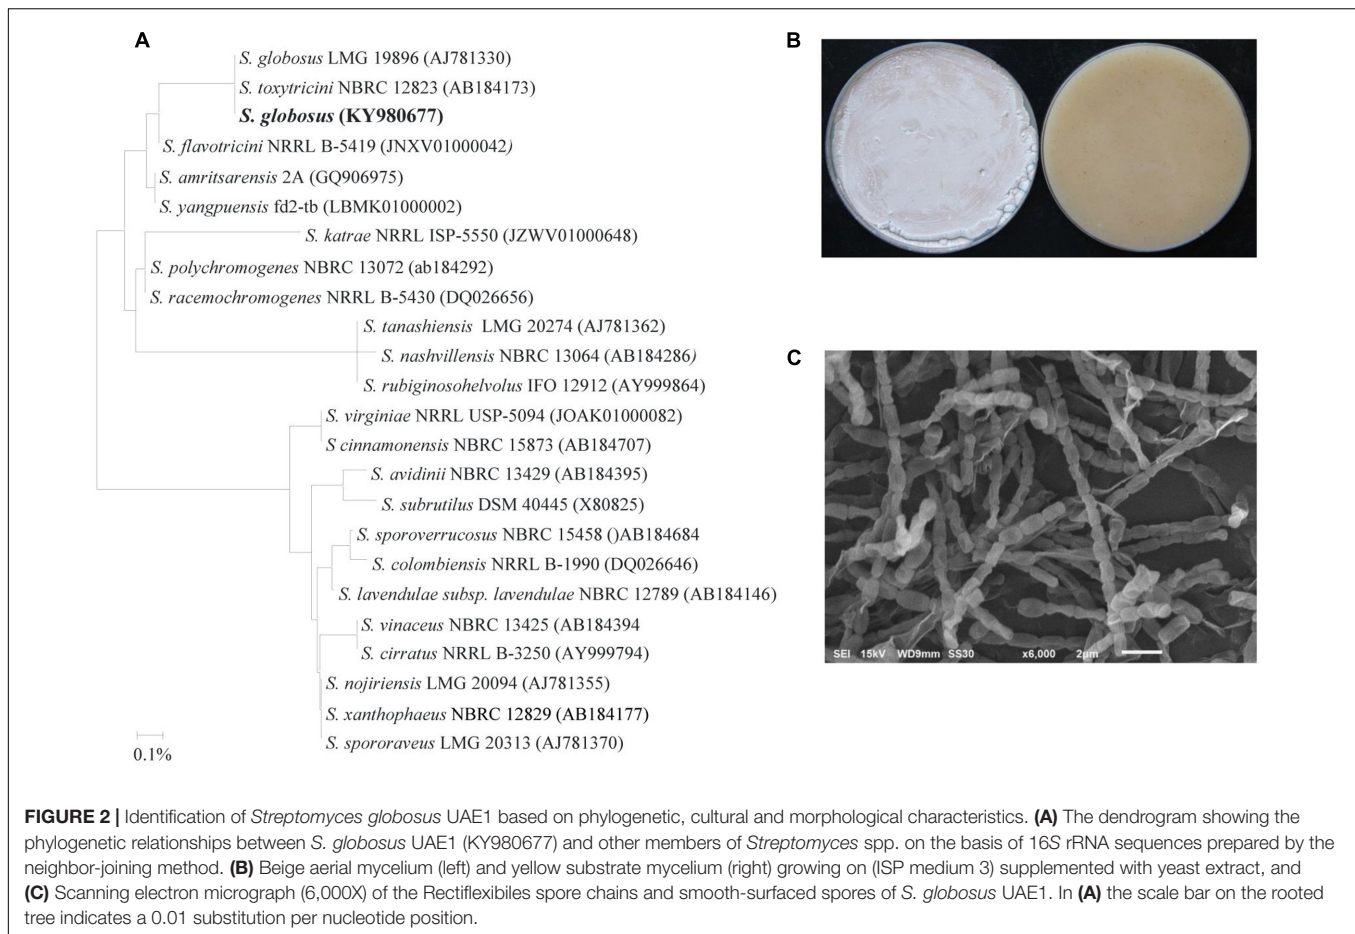 A
S. globosus LMG 19896 (AJ781330)
S. toxytricini NBRC 12823 (AB184173)
S. globosus (KY980677)
S. flavotricini NRRL B-5419 (JNXV01000042)
S. amritsarensis 2A (GQ906975)
S. yangpuensis fd2-tb (LBMK01000002)
S. katrae NRRL ISP-5550 (JZWV01000648)
S. polychromogenes NBRC 13072 (ab184292)
S. racemochromogenes NRRL B-5430 (DQ026656)
S. tanashiensis LMG 20274 (AJ781362)
S. nashvillensis NBRC 13064 (AB184286)
S. rubiginosohelvolus IFO 12912 (AY999864)
S. virginiae NRRL USP-5094 (JOAK01000082)
S cinnamonensis NBRC 15873 (AB184707)
S. avidinii NBRC 13429 (AB184395)
S. subrutilus DSM 40445 (X80825)
S. sporoverrucosus NBRC 15458 ()AB184684
S. colombiensis NRRL B-1990 (DQ026646)
S. lavendulae subsp. lavendulae NBRC 12789 (AB184146)
S. vinaceus NBRC 13425 (AB184394
S. cirratus NRRL B-3250 (AY999794)
S. nojiriensis LMG 20094 (AJ781355)
S. xanthophaeus NBRC 12829 (AB184177)
S. spororaveus LMG 20313 (AJ781370)
0.1%
B
C
SEI 15kV WD9mm SS30 x6,000 2µm
FIGURE 2 | Identification of Streptomyces globosus UAE1 based on phylogenetic, cultural and morphological characteristics. (A) The dendrogram showing the
phylogenetic relationships between S. globosus UAE1 (KY980677) and other members of Streptomyces spp. on the basis of 16S rRNA sequences prepared by the
neighbor-joining method. (B) Beige aerial mycelium (left) and yellow substrate mycelium (right) growing on (ISP medium 3) supplemented with yeast extract, and
(C) Scanning electron micrograph (6,000X) of the Rectiflexibiles spore chains and smooth-surfaced spores of S. globosus UAE1. In (A) the scale bar on the rooted
tree indicates a 0.01 substitution per nucleotide position.